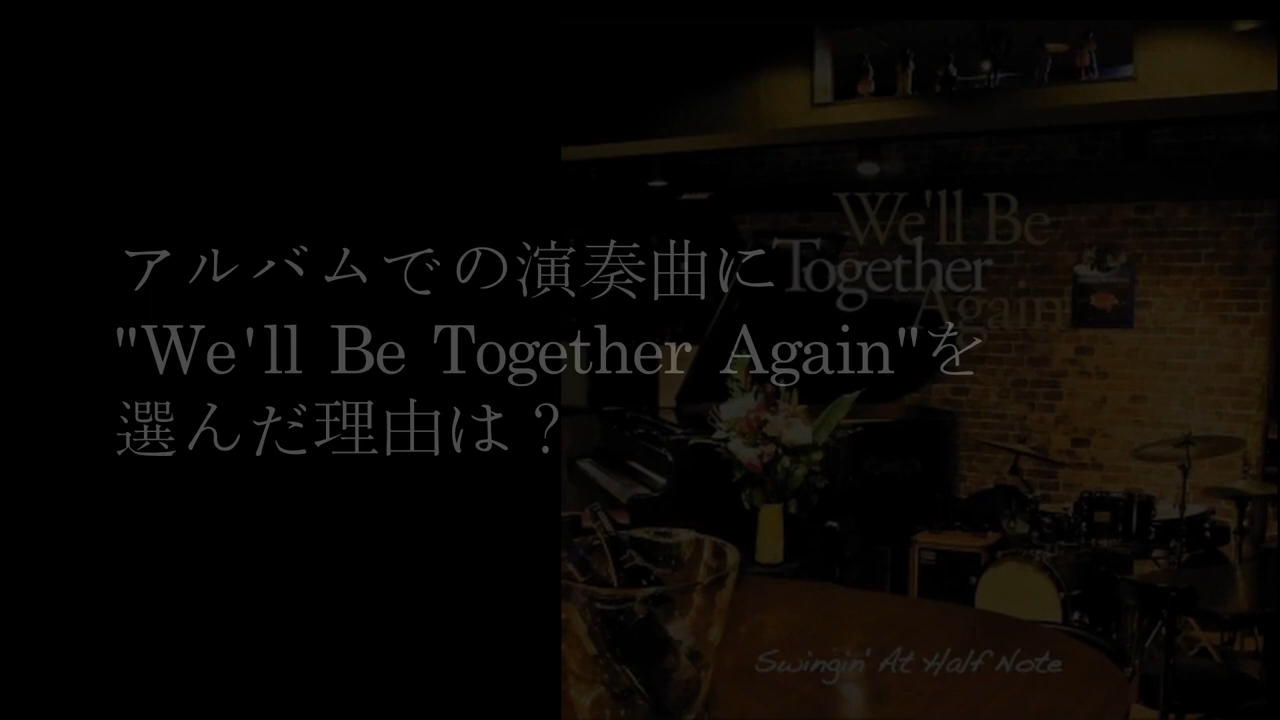 アルバムでの演奏曲に
"We'll Be Together Again"を
選んだ理由は？
We'll Be
Together
Again
Swingin' At Half Note